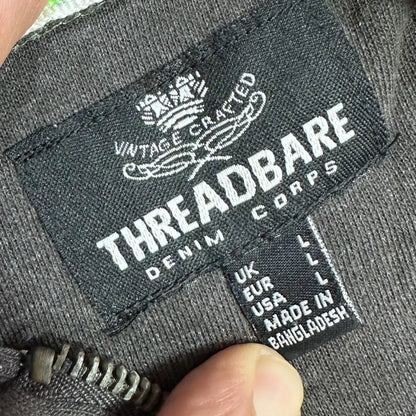 VINTAGE CRAFTED
THREADBARE
DENIM CORPS
UK L
EUR L
USA L
MADE IN
BANGLADESH